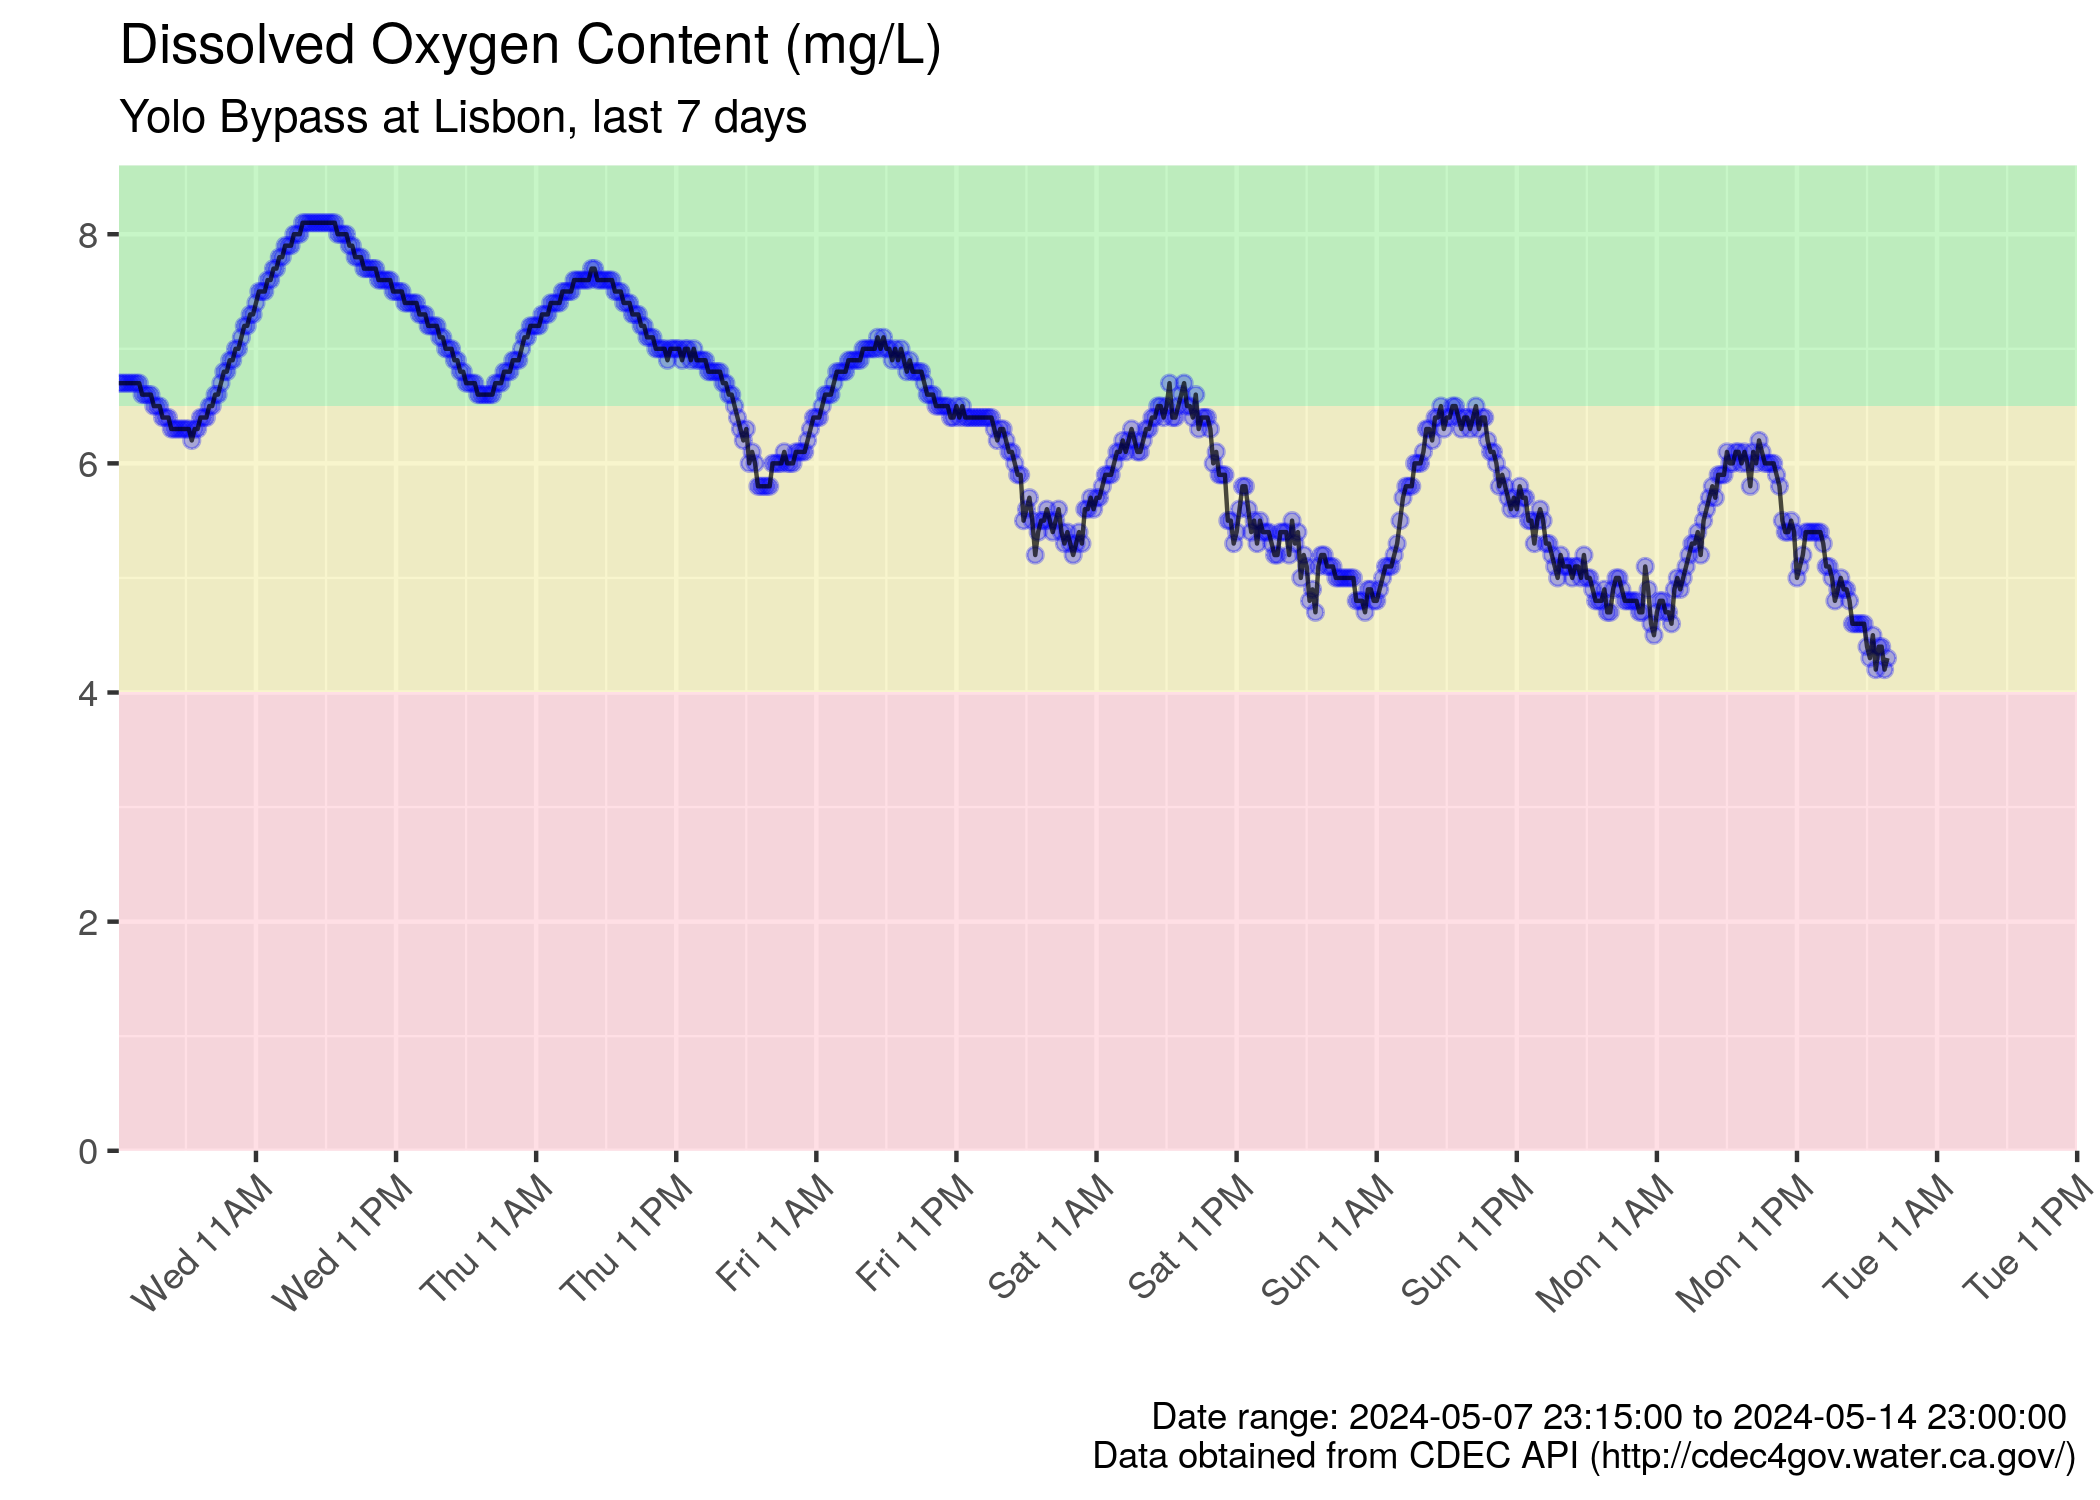 Dissolved Oxygen Content (mg/L)
Yolo Bypass at Lisbon, last 7 days
8
6
4
2
0
Wed 11AM
Wed 11PM
Thu 11AM
Thu 11PM
Fri 11AM
Fri 11PM
Sat 11AM
Sat 11PM
Sun 11AM
Sun 11PM
Mon 11AM
Mon 11PM
Tue 11AM
Tue 11PM
Date range: 2024-05-07 23:15:00 to 2024-05-14 23:00:00
Data obtained from CDEC API (http://cdec4gov.water.ca.gov/)